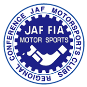 REGIONAL CONFERENCE JAF MOTORSPORTS CLUBS
JAF FIA
MOTOR SPORTS